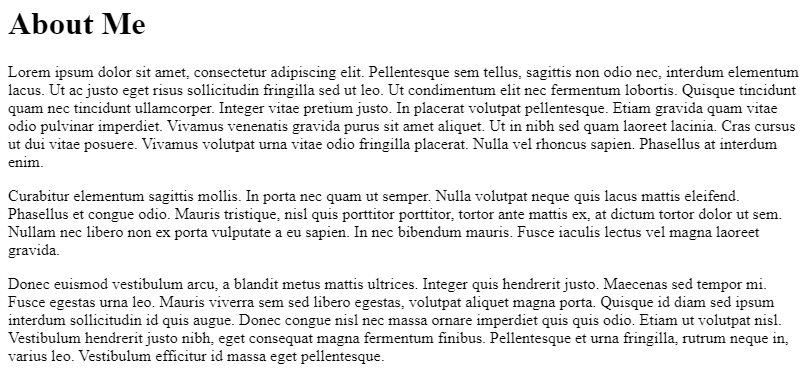 About Me
Lorem ipsum dolor sit amet, consectetur adipiscing elit. Pellentesque sem tellus, sagittis non odio nec, interdum elementum
lacus. Ut ac justo eget risus sollicitudin fringilla sed ut leo. Ut condimentum elit nec fermentum lobortis. Quisque tincidunt
quam nec tincidunt ullamcorper. Integer vitae pretium justo. In placerat volutpat pellentesque. Etiam gravida quam vitae
odio pulvinar imperdiet. Vivamus venenatis gravida purus sit amet aliquet. Ut in nibh sed quam laoreet lacinia. Cras cursus
ut dui vitae posuere. Vivamus volutpat urna vitae odio fringilla placerat. Nulla vel rhoncus sapien. Phasellus at interdum
enim.
Curabitur elementum sagittis mollis. In porta nec quam ut semper. Nulla volutpat neque quis lacus mattis eleifend.
Phasellus et congue odio. Mauris tristique, nisl quis porttitor porttitor, tortor ante mattis ex, at dictum tortor dolor ut sem.
Nullam nec libero non ex porta vulputate a eu sapien. In nec bibendum mauris. Fusce iaculis lectus vel magna laoreet
gravida.
Donec euismod vestibulum arcu, a blandit metus mattis ultrices. Integer quis hendrerit justo. Maecenas sed tempor mi.
Fusce egestas urna leo. Mauris viverra sem sed libero egestas, volutpat aliquet magna porta. Quisque id diam sed ipsum
interdum sollicitudin id quis augue. Donec congue nisl nec massa ornare imperdiet quis quis odio. Etiam ut volutpat nisl.
Vestibulum hendrerit justo nibh, eget consequat magna fermentum finibus. Pellentesque et urna fringilla, rutrum neque in,
varius leo. Vestibulum efficitur id massa eget pellentesque.